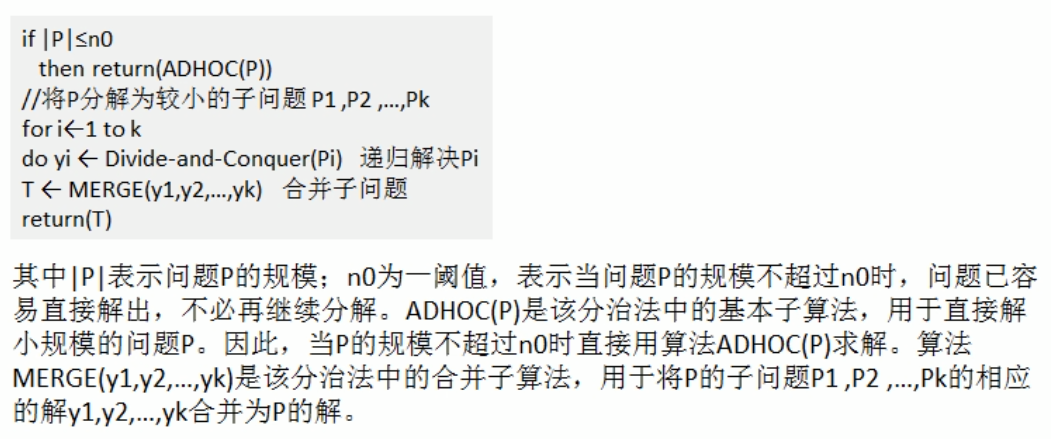 if |P|≤n0
then return(ADHOC(P))
//将P分解为较小的子问题 P1 ,P2 ,…,Pk
for i←1 to k
do yi ← Divide-and-Conquer(Pi) 递归解决Pi
T ← MERGE(y1,y2,…,yk) 合并子问题
return(T)
其中|P|表示问题P的规模；n0为一阈值，表示当问题P的规模不超过n0时，问题已容
易直接解出，不必再继续分解。ADHOC(P)是该分治法中的基本子算法，用于直接解
小规模的问题P。因此，当P的规模不超过n0时直接用算法ADHOC(P)求解。算法
MERGE(y1,y2,…,yk)是该分治法中的合并子算法，用于将P的子问题P1 ,P2 ,…,Pk的相应
的解y1,y2,…,yk合并为P的解。